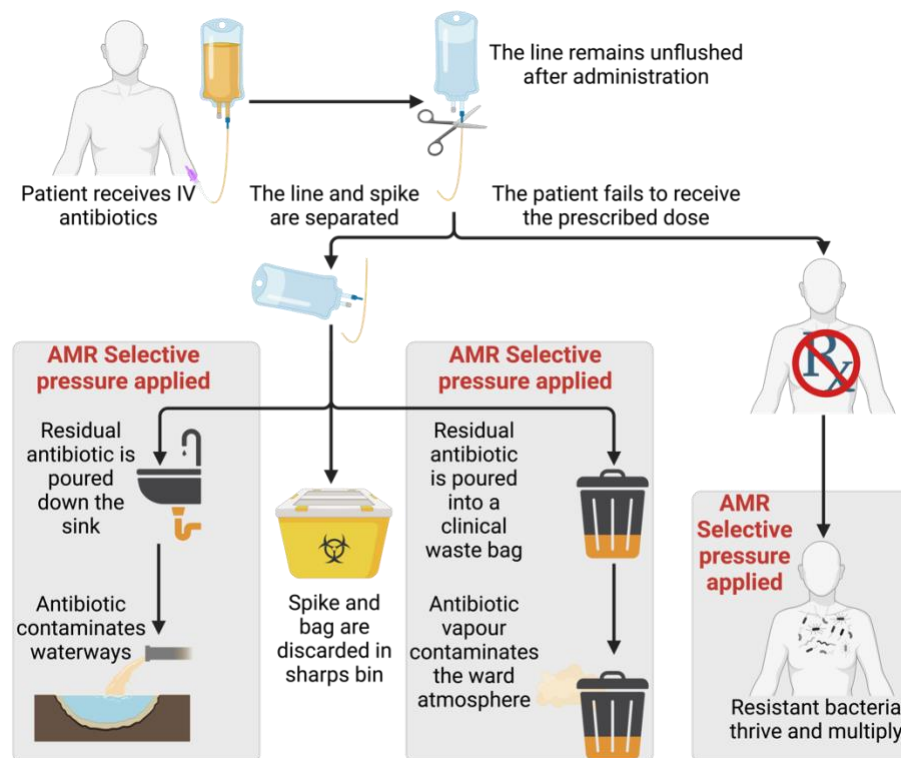 The line remains unflushed
after administration
Patient receives IV
antibiotics
The line and spike
are separated
The patient fails to receive
the prescribed dose
Rx
AMR Selective
pressure applied
Residual
antibiotic is
poured down
the sink
Antibiotic
contaminates
waterways
Spike and
bag are
discarded in
sharps bin
AMR Selective
pressure applied
Residual
antibiotic
is poured
into a
clinical
waste bag
Antibiotic
vapour
contaminates
the ward
atmosphere
AMR
Selective
pressure
applied
Resistant bacteria
thrive and multiply